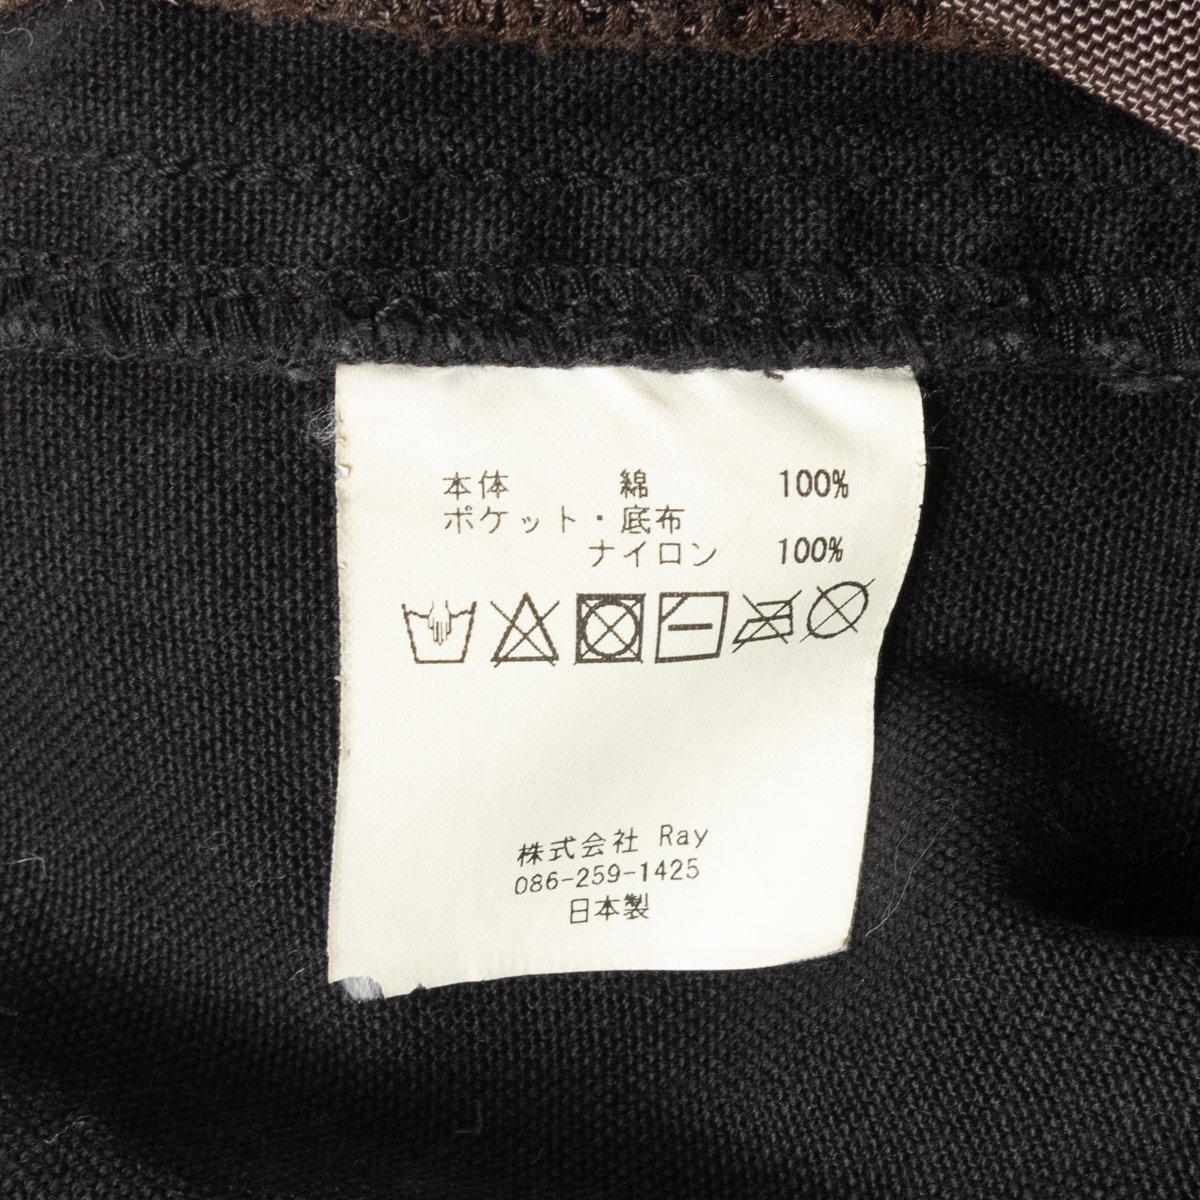 本体 綿 100%
ポケット・底布
ナイロン 100%
株式会社 Ray
086-259-1425
日本製